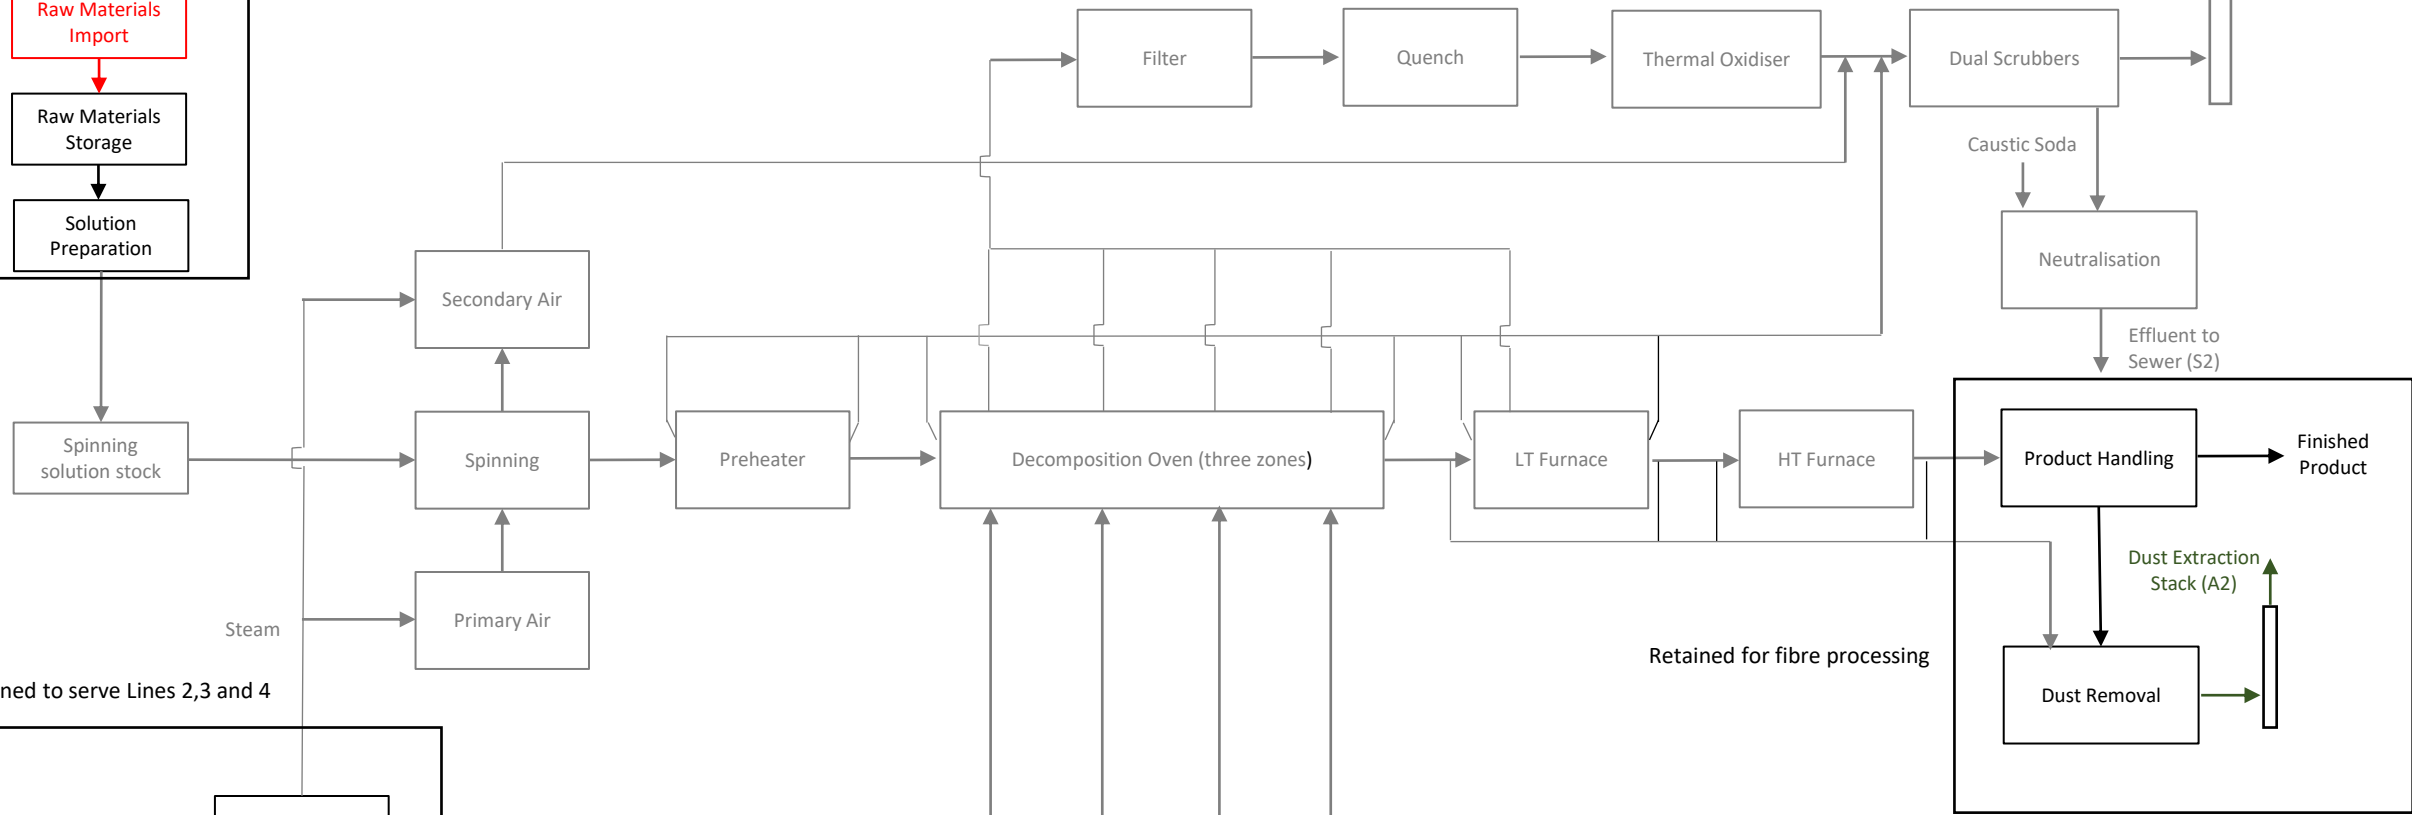 Raw Materials
Import
Raw Materials
Storage
Solution
Preparation
Filter
Quench
Thermal Oxidiser
Dual Scrubbers
Caustic Soda
Neutralisation
Effluent to
Sewer (S2)
Secondary Air
Spinning
solution stock
Spinning
Preheater
Decomposition Oven (three zones)
LT Furnace
HT Furnace
Product Handling
Finished
Product
Dust Extraction
Stack (A2)
Steam
Primary Air
Retained for fibre processing
Dust Removal
ned to serve Lines 2,3 and 4